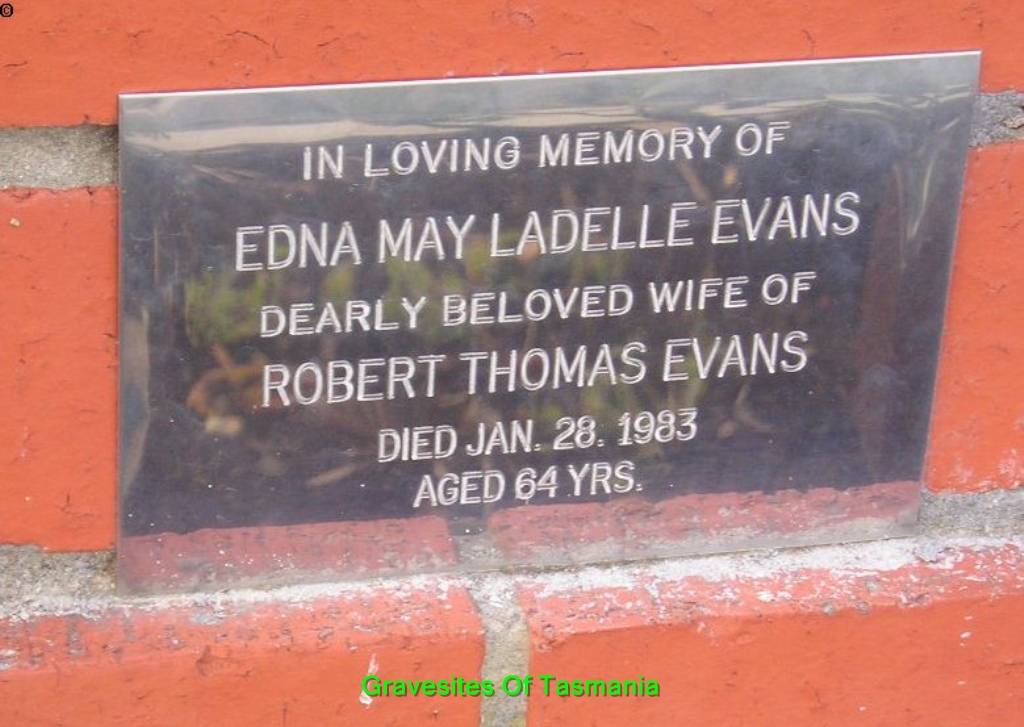 ©
IN LOVING MEMORY OF
EDNA MAY LADELLE EVANS
DEARLY BELOVED WIFE OF
ROBERT THOMAS EVANS
DIED JAN. 28. 1983
AGED 64 YRS.
Gravesites Of Tasmania